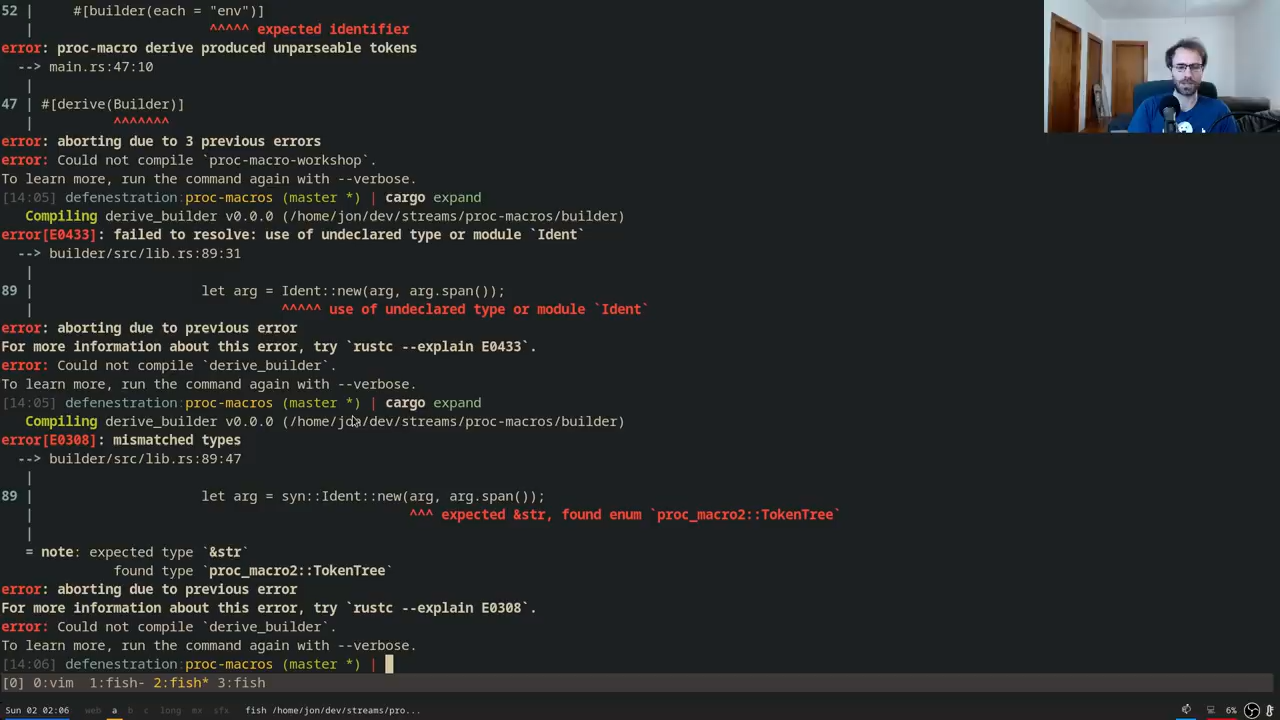 52 |     #[builder(each = "env")]
   |                      ^^^^^ expected identifier
error: proc-macro derive produced unparseable tokens
  --> main.rs:47:10
   |
47 | #[derive(Builder)]
   |          ^^^^^^^
error: aborting due to 3 previous errors
error: Could not compile `proc-macro-workshop`.
To learn more, run the command again with --verbose.
[14:05] defenestration:proc-macros (master *) | cargo expand
   Compiling derive_builder v0.0.0 (/home/jon/dev/streams/proc-macros/builder)
error[E0433]: failed to resolve: use of undeclared type or module `Ident`
  --> builder/src/lib.rs:89:31
   |
89 |                     let arg = Ident::new(arg, arg.span());
   |                               ^^^^^ use of undeclared type or module `Ident`
error: aborting due to previous error
For more information about this error, try `rustc --explain E0433`.
error: Could not compile `derive_builder`.
To learn more, run the command again with --verbose.
[14:05] defenestration:proc-macros (master *) | cargo expand
   Compiling derive_builder v0.0.0 (/home/jon/dev/streams/proc-macros/builder)
error[E0308]: mismatched types
  --> builder/src/lib.rs:89:47
   |
89 |                     let arg = syn::Ident::new(arg, arg.span());
   |                                               ^^^ expected &str, found enum `proc_macro2::TokenTree`
   |
   = note: expected type `&str`
              found type `proc_macro2::TokenTree`
error: aborting due to previous error
For more information about this error, try `rustc --explain E0308`.
error: Could not compile `derive_builder`.
To learn more, run the command again with --verbose.
[14:06] defenestration:proc-macros (master *) |
[0] 0:vim  1:fish- 2:fish* 3:fish
Sun 02 02:06 web a b c long mx sfx fish /home/jon/dev/streams/pro... 6%